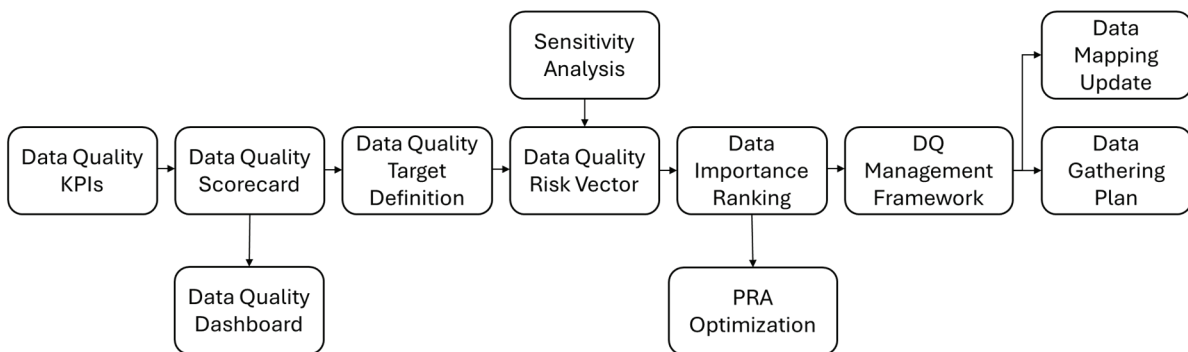 Sensitivity
Analysis
Data
Mapping
Update
Data Quality
KPIs
Data Quality
Scorecard
Data Quality
Target
Definition
Data Quality
Risk Vector
Data
Importance
Ranking
DQ
Management
Framework
Data
Gathering
Plan
Data Quality
Dashboard
PRA
Optimization